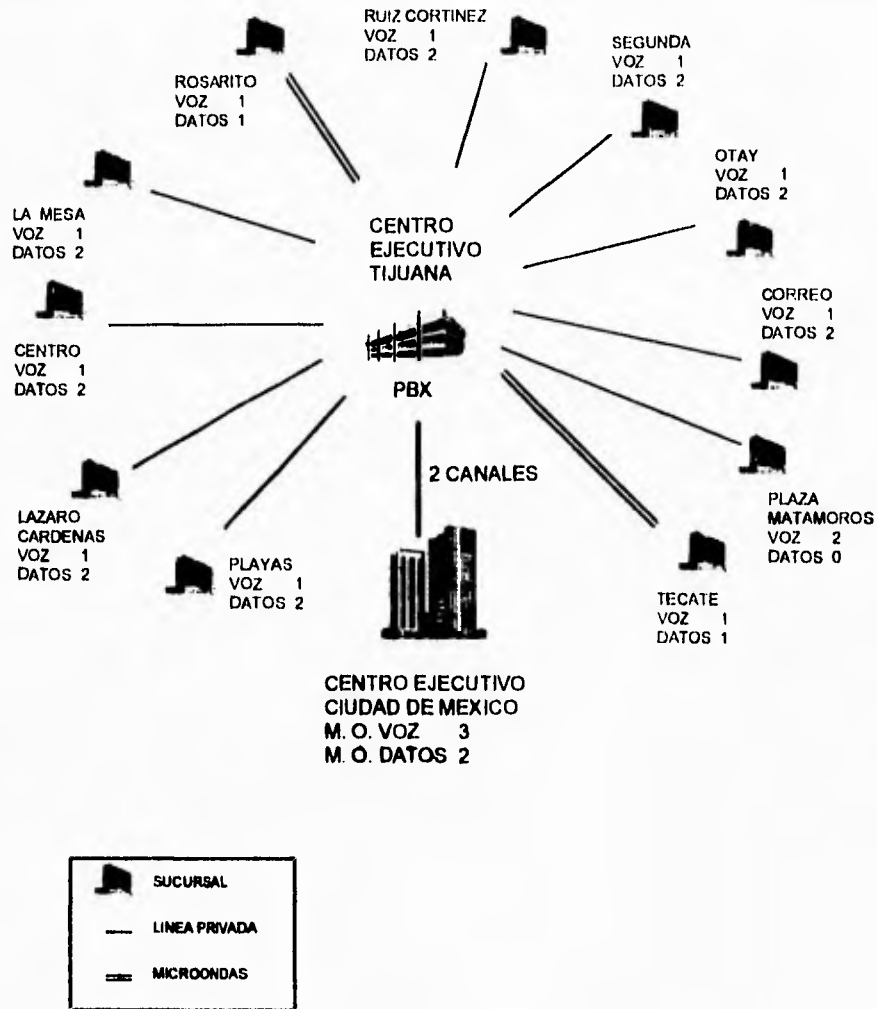 RUIZ CORTINEZ
VOZ 1
DATOS 2
SEGUNDA
VOZ 1
DATOS 2
ROSARITO
VOZ 1
DATOS 1
OTAY
VOZ 1
DATOS 2
LA MESA
VOZ 1
DATOS 2
CENTRO
EJECUTIVO
TIJUANA
PBX
CORREO
VOZ 1
DATOS 2
CENTRO
VOZ 1
DATOS 2
2 CANALES
PLAZA
MATAMOROS
VOZ 2
DATOS 0
LAZARO
CARDENAS
VOZ 1
DATOS 2
PLAYAS
VOZ 1
DATOS 2
TECATE
VOZ 1
DATOS 1
CENTRO EJECUTIVO
CIUDAD DE MEXICO
M. O. VOZ 3
M. O. DATOS 2
SUCURSAL
LINEA PRIVADA
MICROONDAS